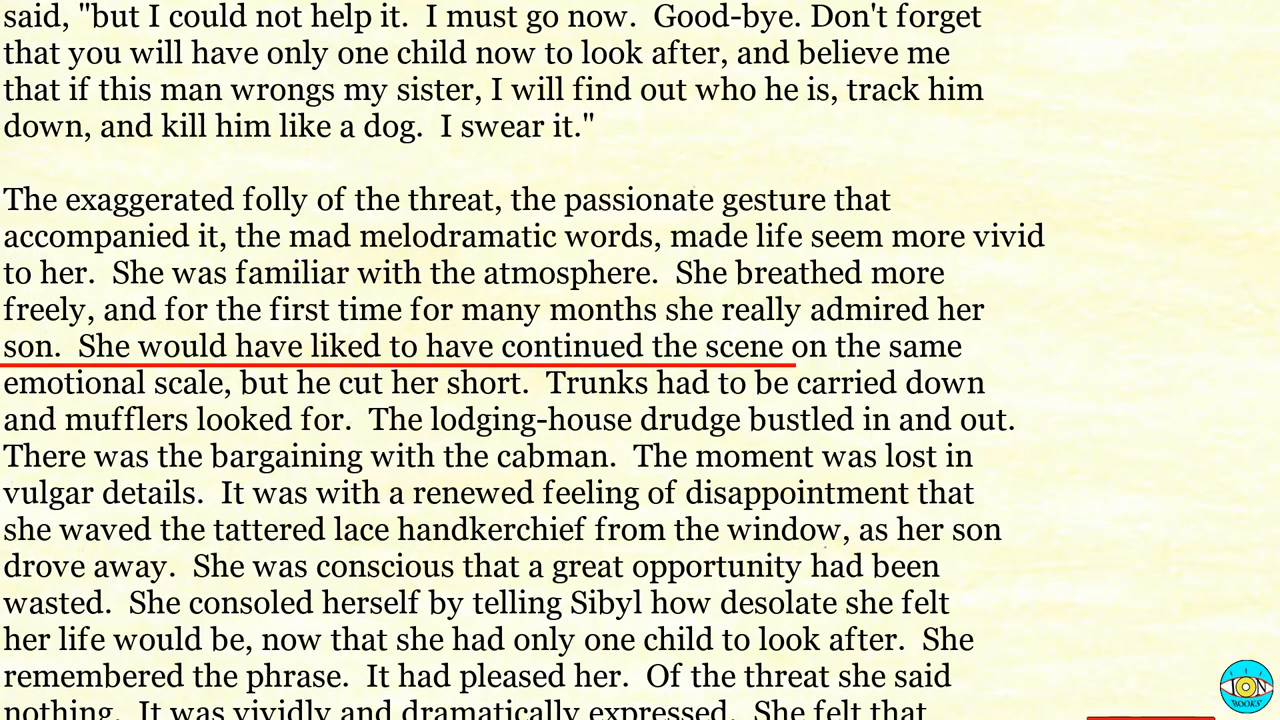 said, "but I could not help it.  I must go now.  Good-bye. Don't forget
that you will have only one child now to look after, and believe me
that if this man wrongs my sister, I will find out who he is, track him
down, and kill him like a dog.  I swear it."
The exaggerated folly of the threat, the passionate gesture that
accompanied it, the mad melodramatic words, made life seem more vivid
to her.  She was familiar with the atmosphere.  She breathed more
freely, and for the first time for many months she really admired her
son.  She would have liked to have continued the scene on the same
emotional scale, but he cut her short.  Trunks had to be carried down
and mufflers looked for.  The lodging-house drudge bustled in and out.
There was the bargaining with the cabman.  The moment was lost in
vulgar details.  It was with a renewed feeling of disappointment that
she waved the tattered lace handkerchief from the window, as her son
drove away.  She was conscious that a great opportunity had been
wasted.  She consoled herself by telling Sibyl how desolate she felt
her life would be, now that she had only one child to look after.  She
remembered the phrase.  It had pleased her.  Of the threat she said
nothing.  It was vividly and dramatically expressed.  She felt that
ION
BOOKS